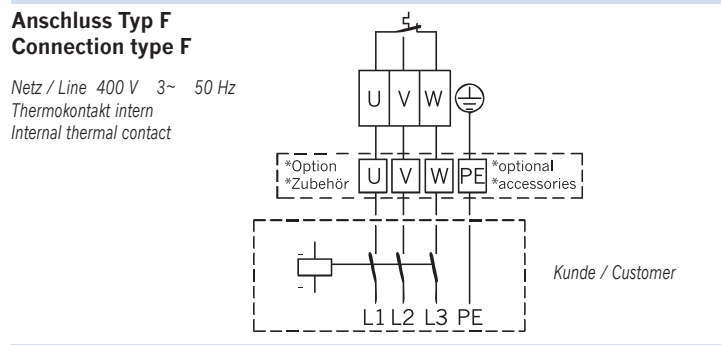 Anschluss Typ F
Connection type F
Netz / Line 400 V 3~ 50 Hz
Thermokontakt intern
Internal thermal contact
U V W
*Option
*Zubehör
U V W PE
*optional
*accessories
Kunde / Customer
L1 L2 L3 PE